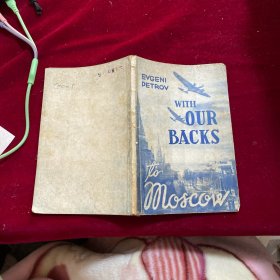 EVGENI
PETROV
WITH
OUR
BACKS
to
Moscow